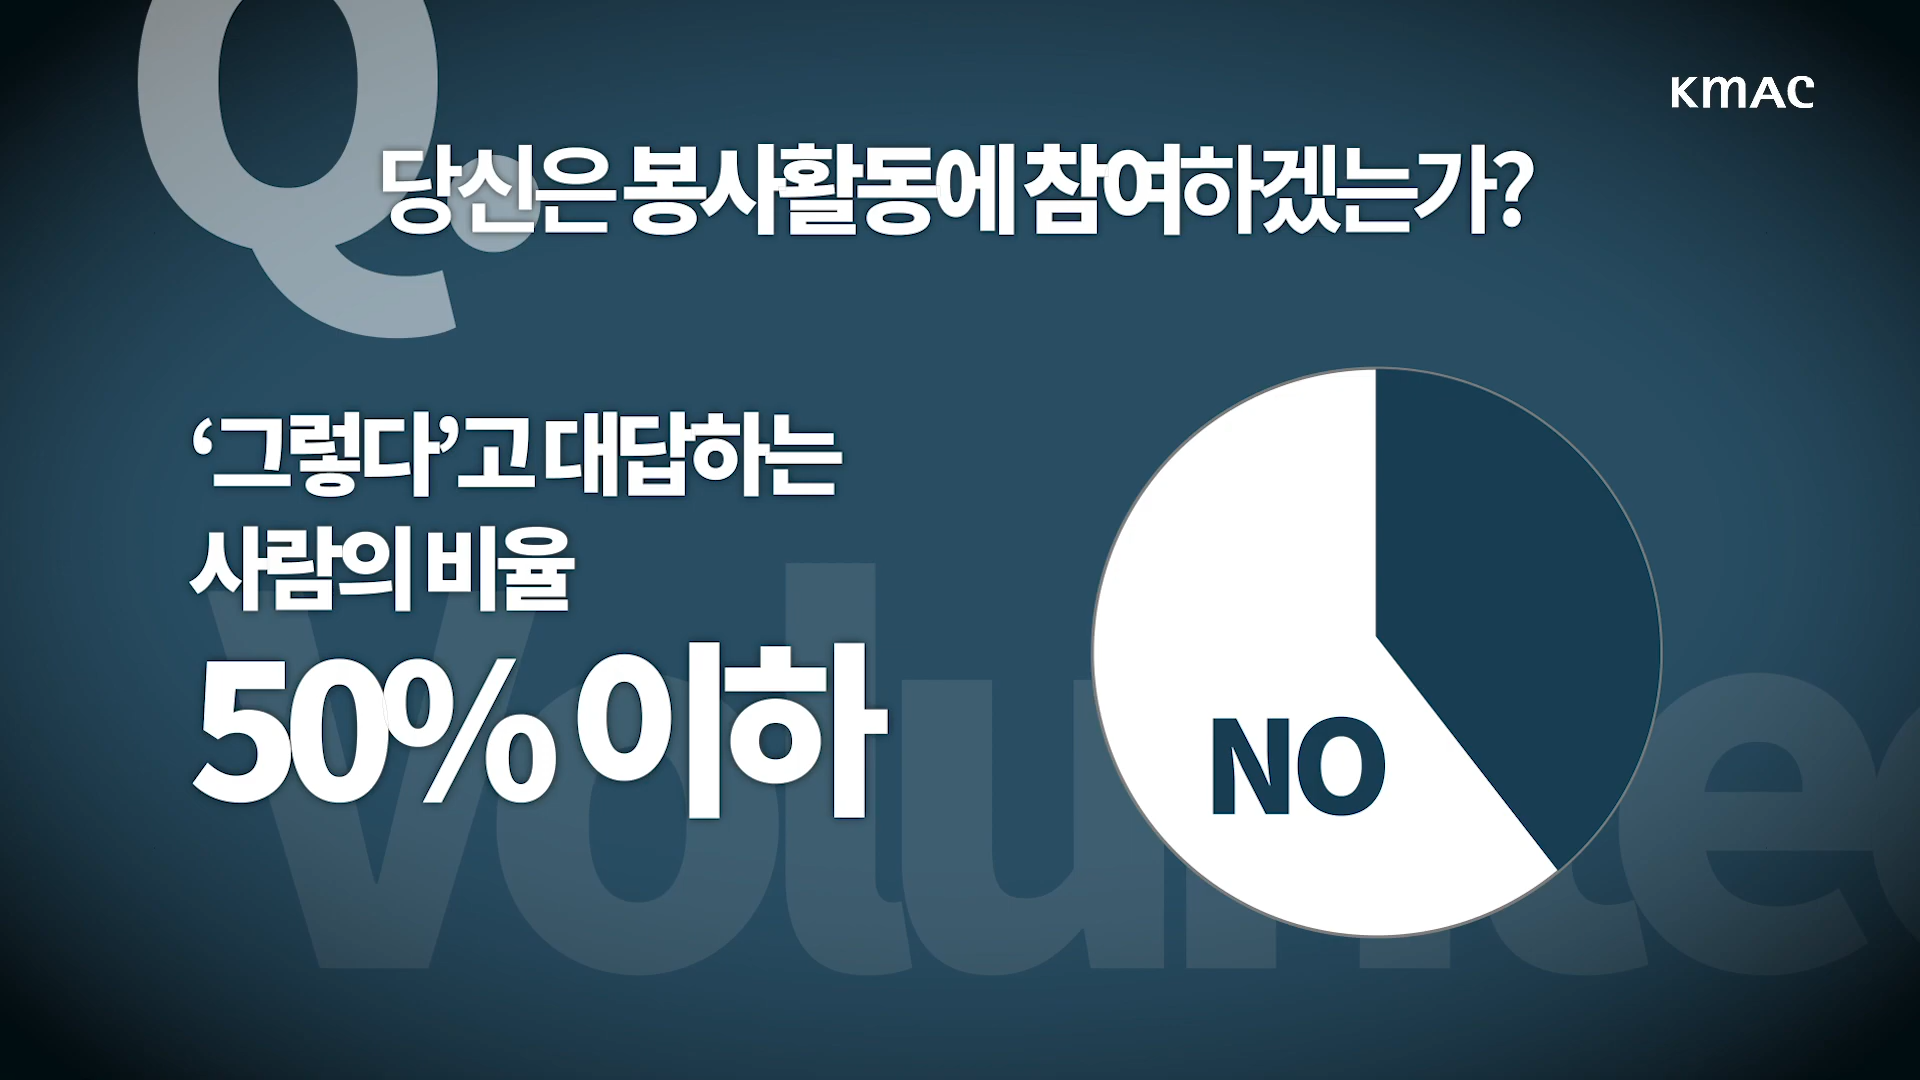 Q.
KMAC
당신은 봉사활동에 참여하겠는가?
‘그렇다’고 대답하는
사람의 비율
50% 이하
NO
Voluntee